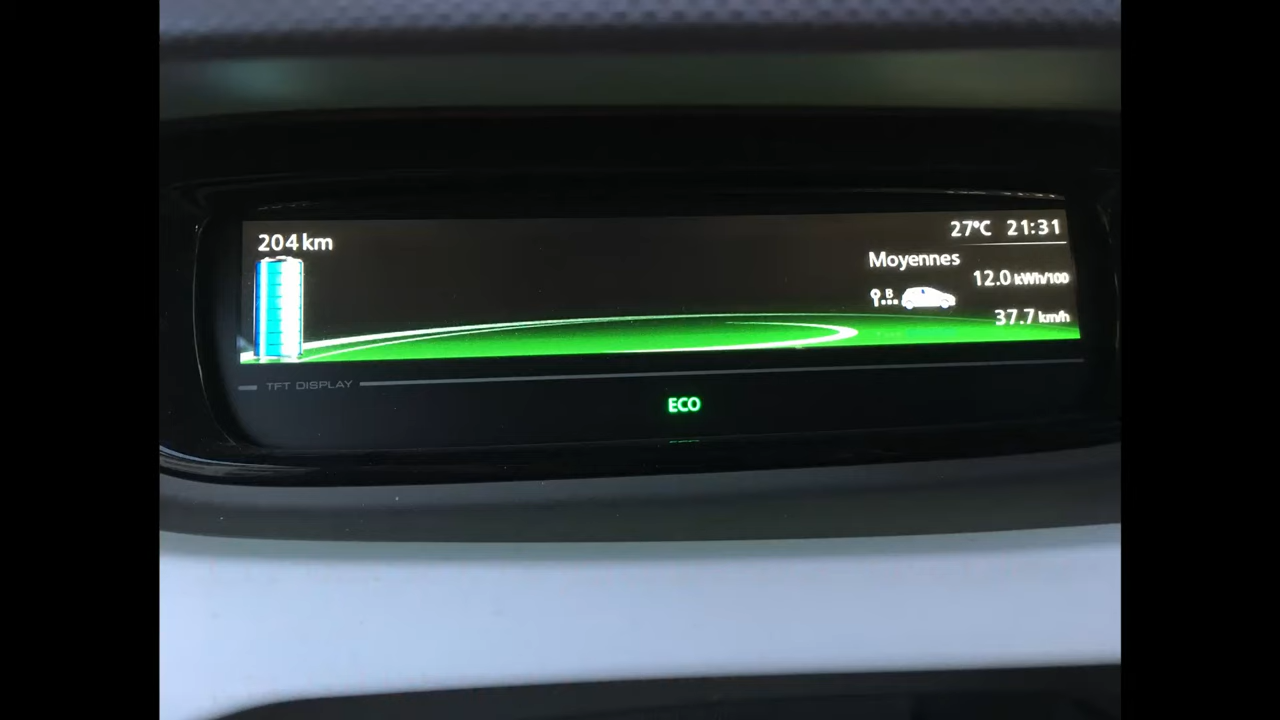 204 km
27°C 21:31
Moyennes
12.0 kWh/100
B
37.7 km/h
TFT DISPLAY
ECO